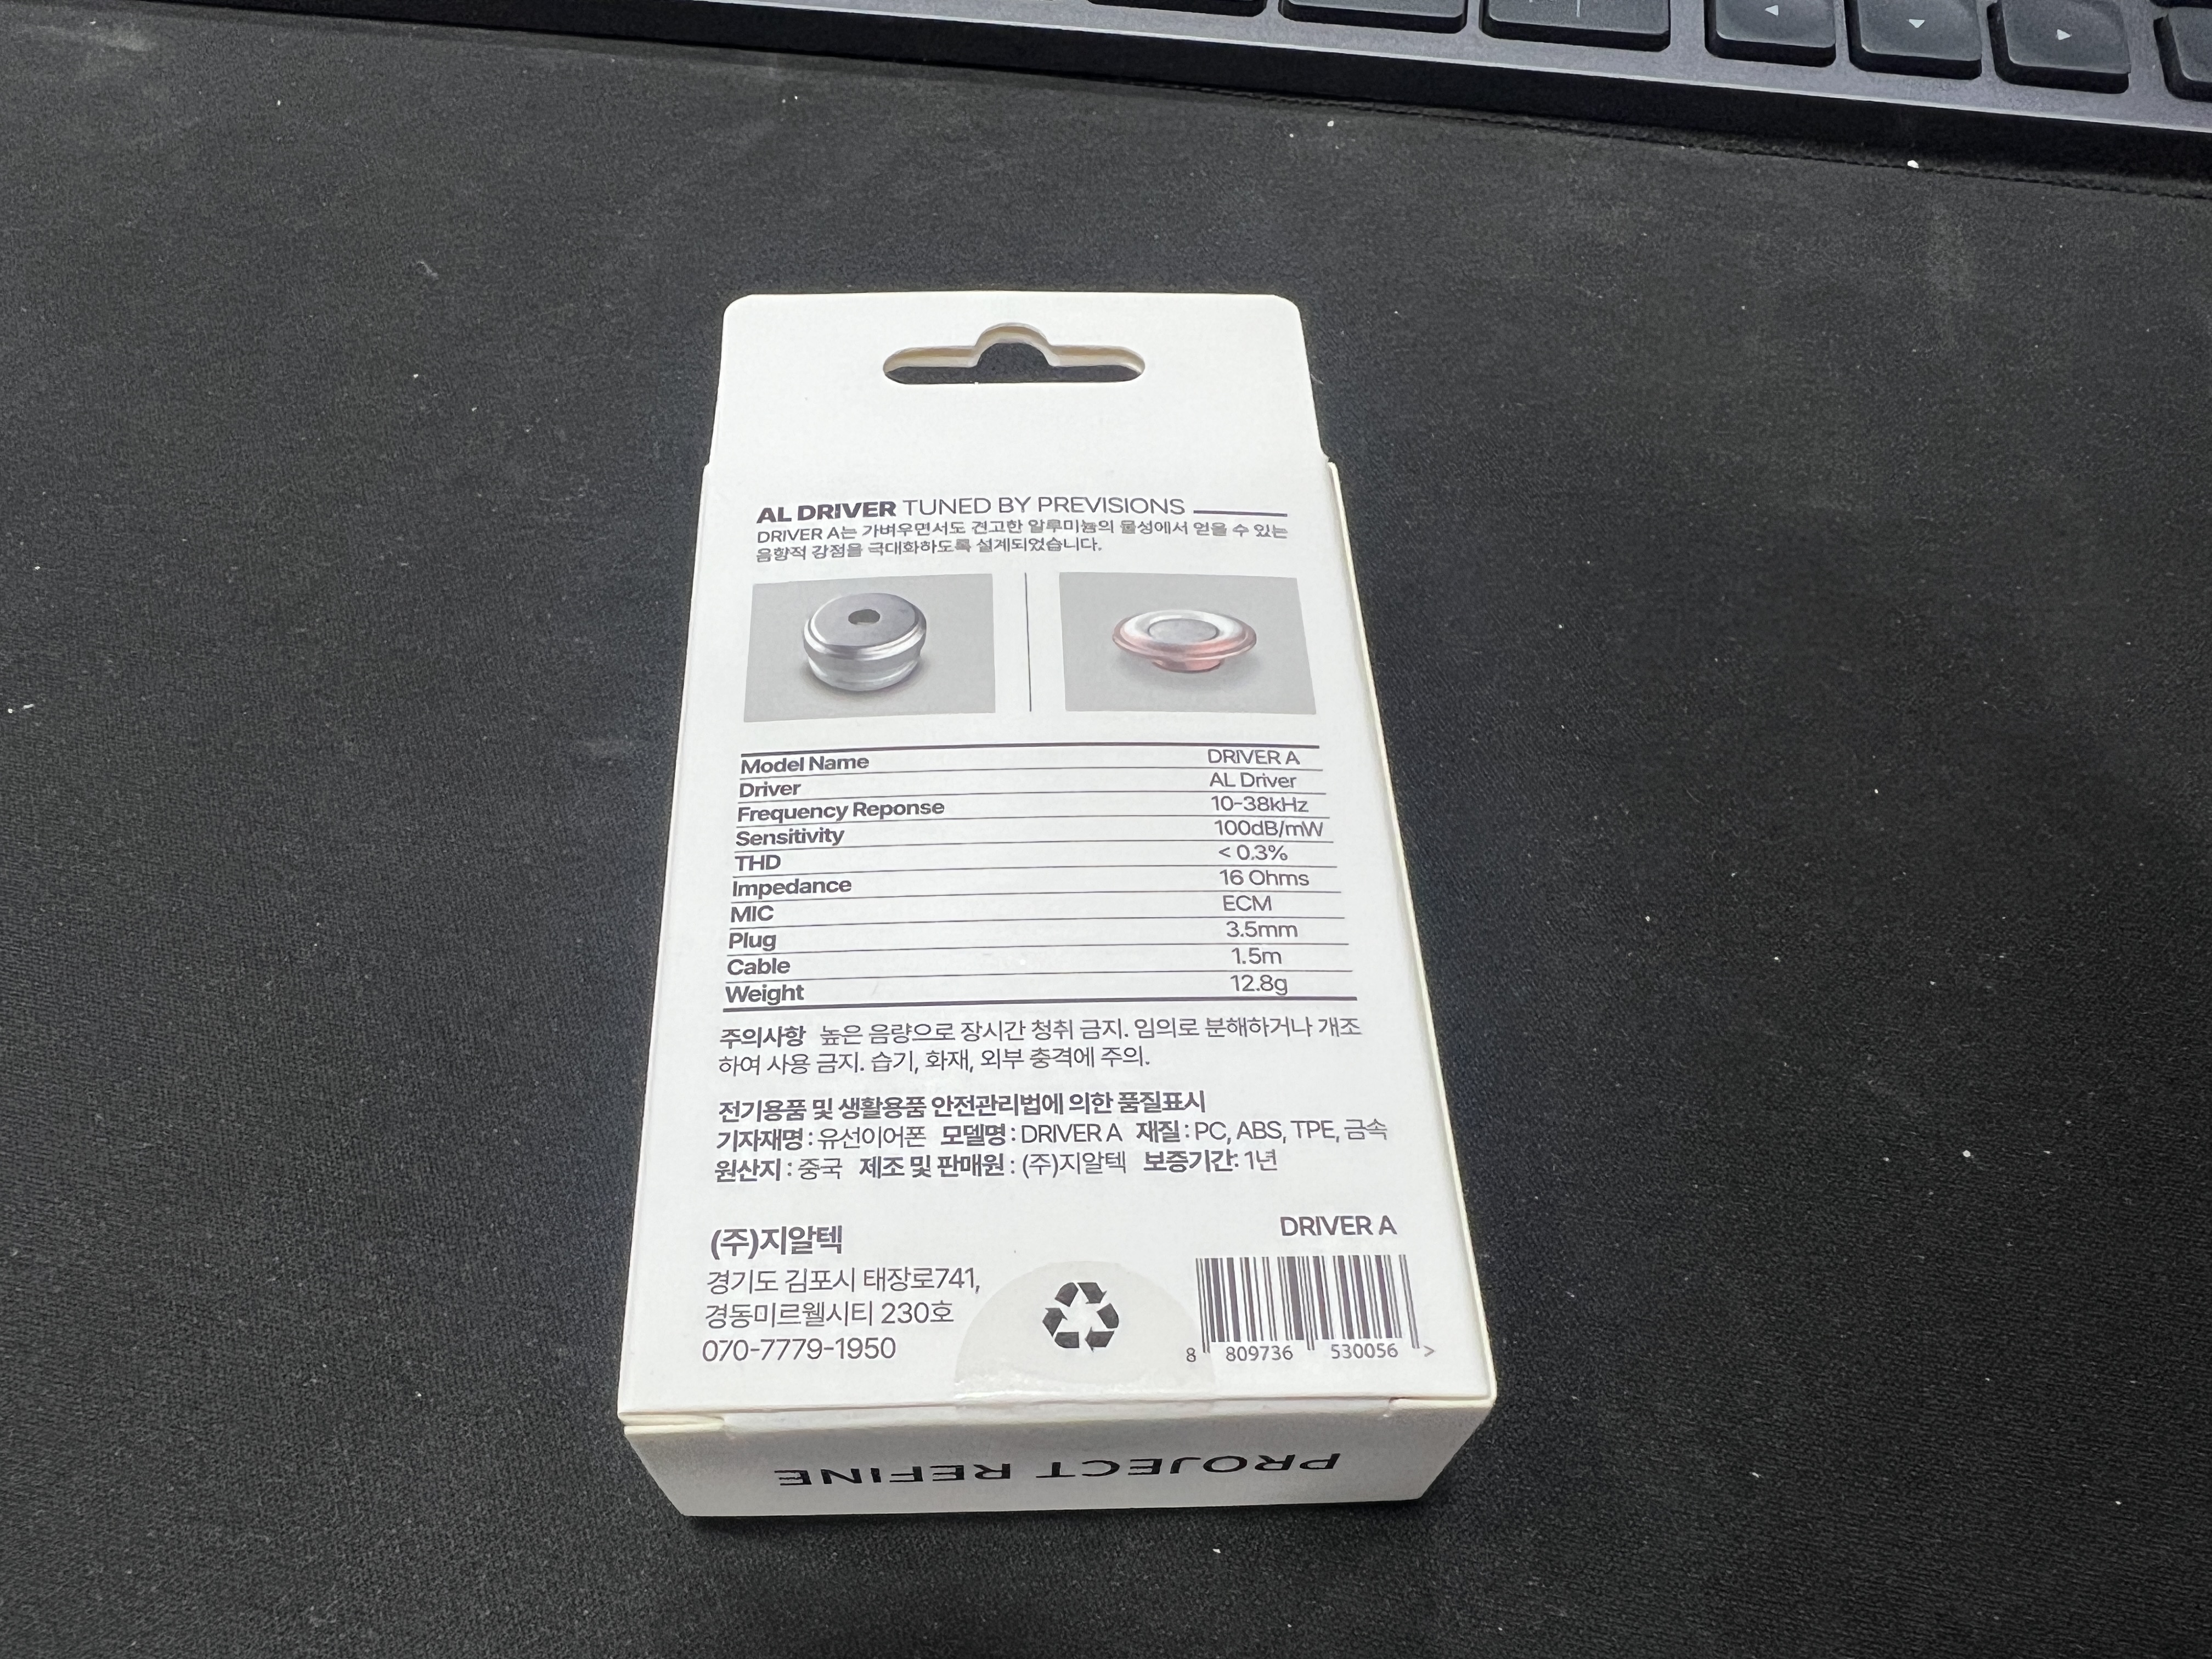 AL DRIVER TUNED BY PREVISIONS
DRIVER A는 가벼우면서도 견고한 알루미늄의 물성에서 얻을 수 있는
음향적 강점을 극대화하도록 설계되었습니다.
Model Name DRIVER A
Driver AL Driver
Frequency Reponse 10-38kHz
Sensitivity 100dB/mW
THD < 0.3%
Impedance 16 Ohms
MIC ECM
Plug 3.5mm
Cable 1.5m
Weight 12.8g
주의사항 높은 음량으로 장시간 청취 금지. 임의로 분해하거나 개조
하여 사용 금지. 습기, 화재, 외부 충격에 주의.
전기용품 및 생활용품 안전관리법에 의한 품질표시
기자재명 : 유선이어폰 모델명 : DRIVER A 재질 : PC, ABS, TPE, 금속
원산지 : 중국 제조 및 판매원 : (주)지알텍 보증기간: 1년
(주)지알텍
경기도 김포시 태장로741,
경동미르웰시티 230호
070-7779-1950
DRIVER A
8 809736 530056 >
PROJECT REFINE